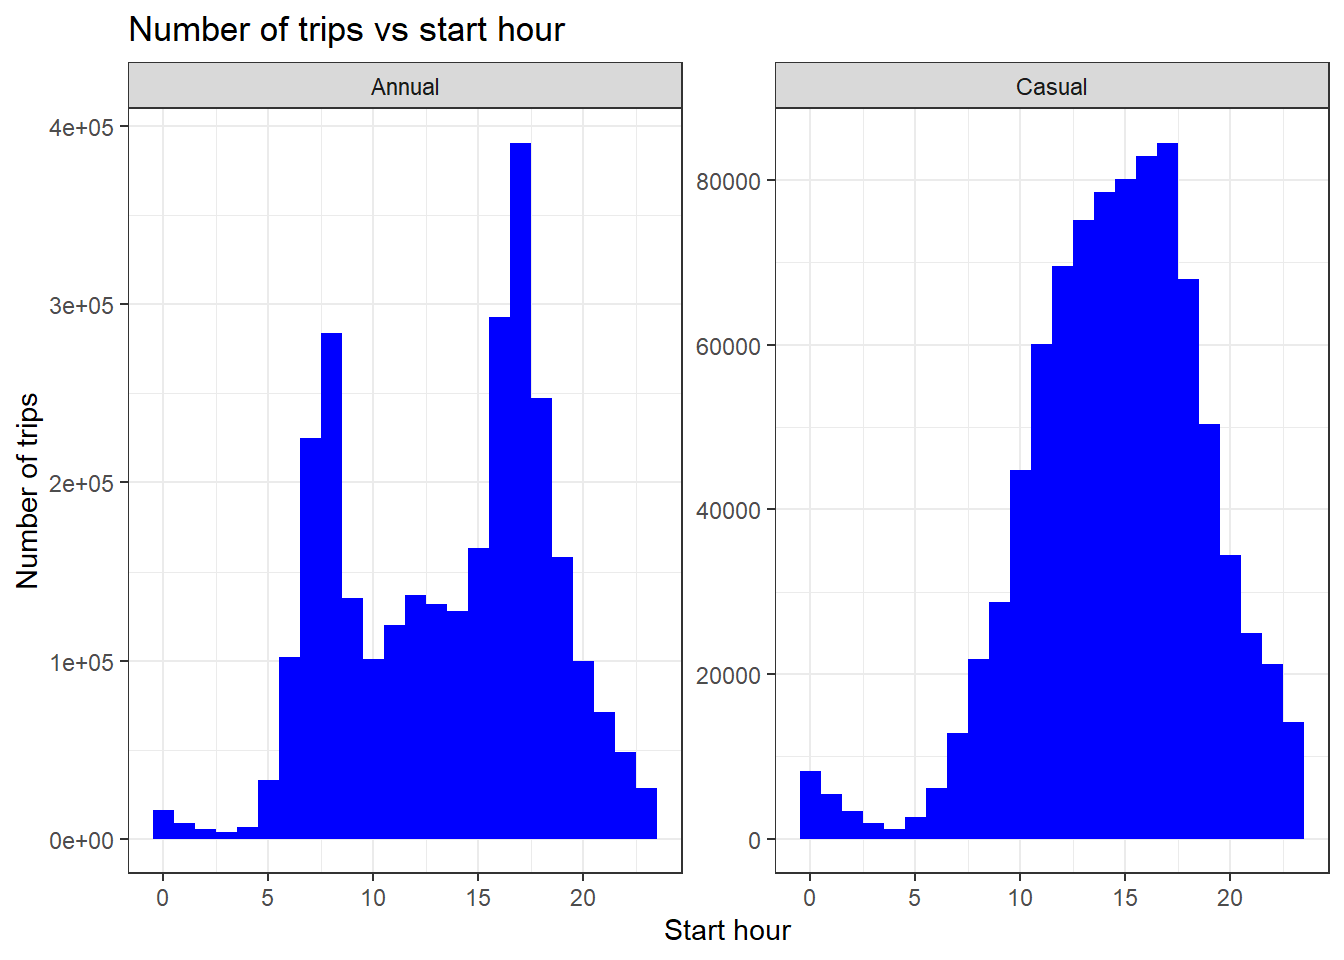 Number of trips vs start hour
Annual
Casual
Number of trips
4e+05
3e+05
2e+05
1e+05
0e+00
80000
60000
40000
20000
0
0 5 10 15 20
0 5 10 15 20
Start hour